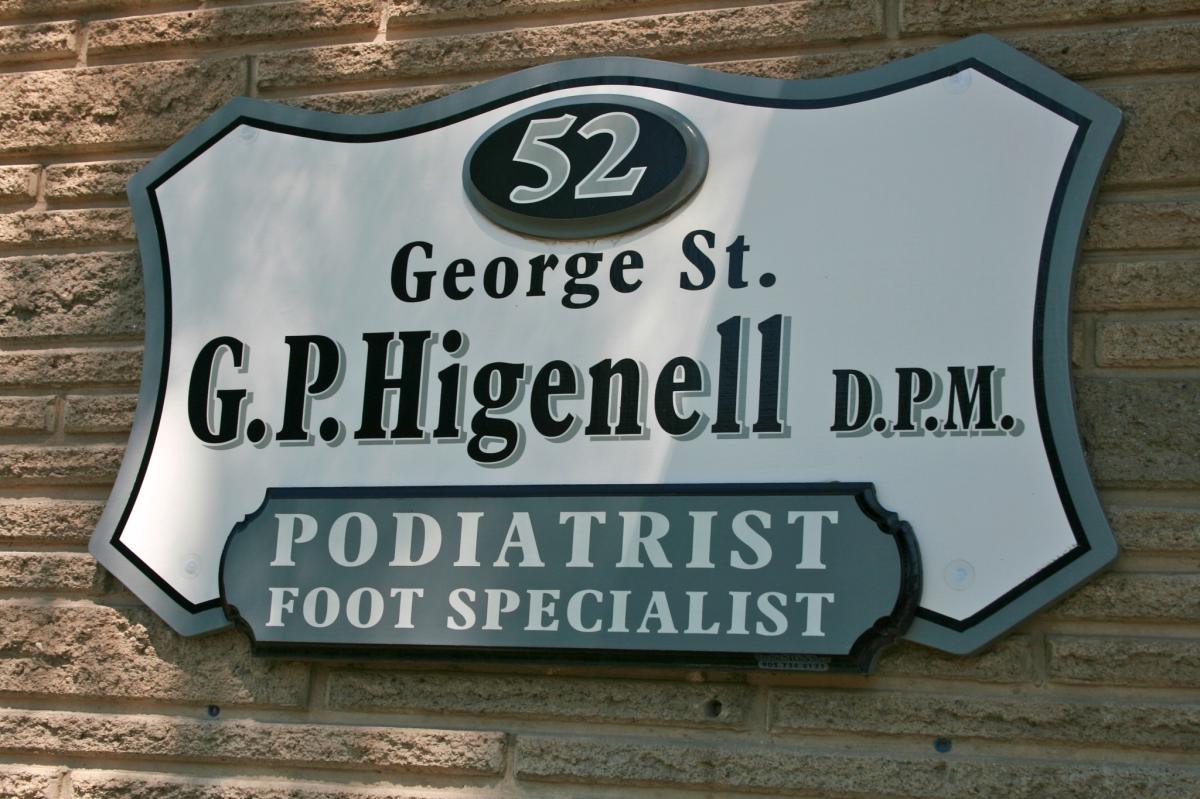 52
George St.
G.P.Higenell D.P.M.
PODIATRIST
FOOT SPECIALIST